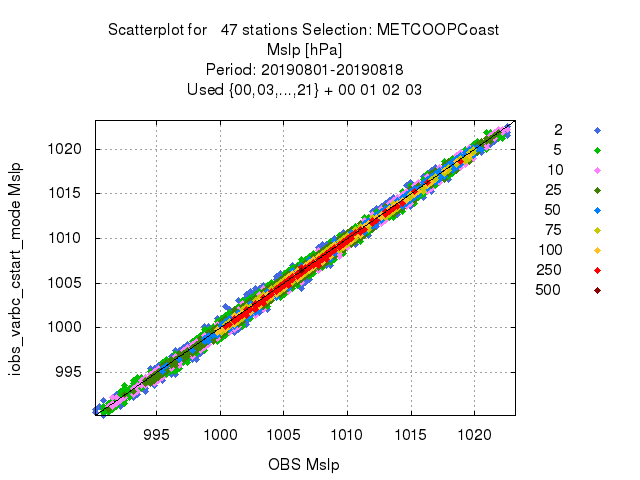 Scatterplot for 47 stations Selection: METCOOPCoast
Mslp [hPa]
Period: 20190801-20190818
Used {00,03,...,21} + 00 01 02 03
iobs_varbc_cstart_mode Mslp
1020
1015
1010
1005
1000
995
995 1000 1005 1010 1015 1020
OBS Mslp
2
5
10
25
50
75
100
250
500